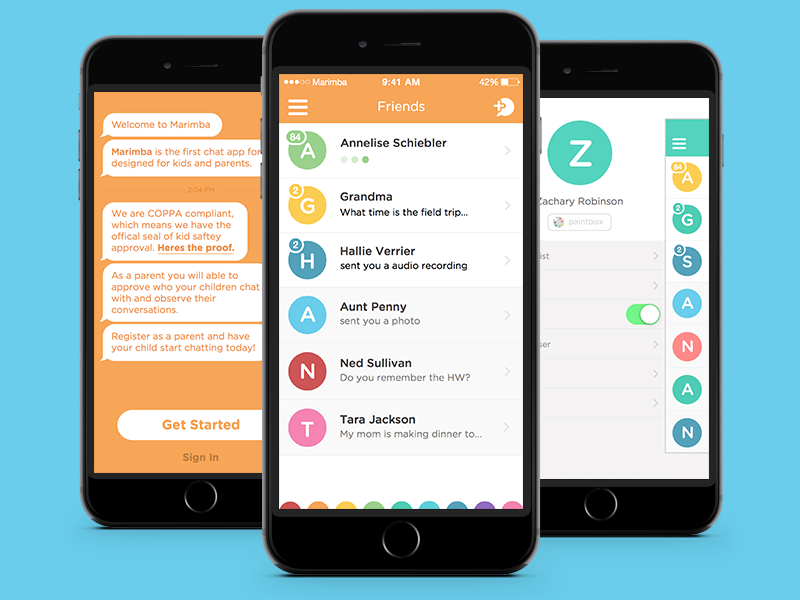 Welcome to Marimba
Marimba is the first chat app for
designed for kids and parents.
2:04 PM
We are COPPA compliant,
which means we have the
offical seal of kid saftey
approval. Heres the proof.
As a parent you will able to
approve who your children chat
with and observe their
conversations.
Register as a parent and have
your child start chatting today!
Get Started
Sign In
Marimba
9:41 AM
42%
Friends
84
A
Annelise Schiebler
2
G
Grandma
What time is the field trip...
2
H
Hallie Verrier
sent you a audio recording
A
Aunt Penny
sent you a photo
N
Ned Sullivan
Do you remember the HW?
T
Tara Jackson
My mom is making dinner to...
Z
Zachary Robinson
paintbox
ist
ser
84
A
2
G
2
S
A
N
A
N